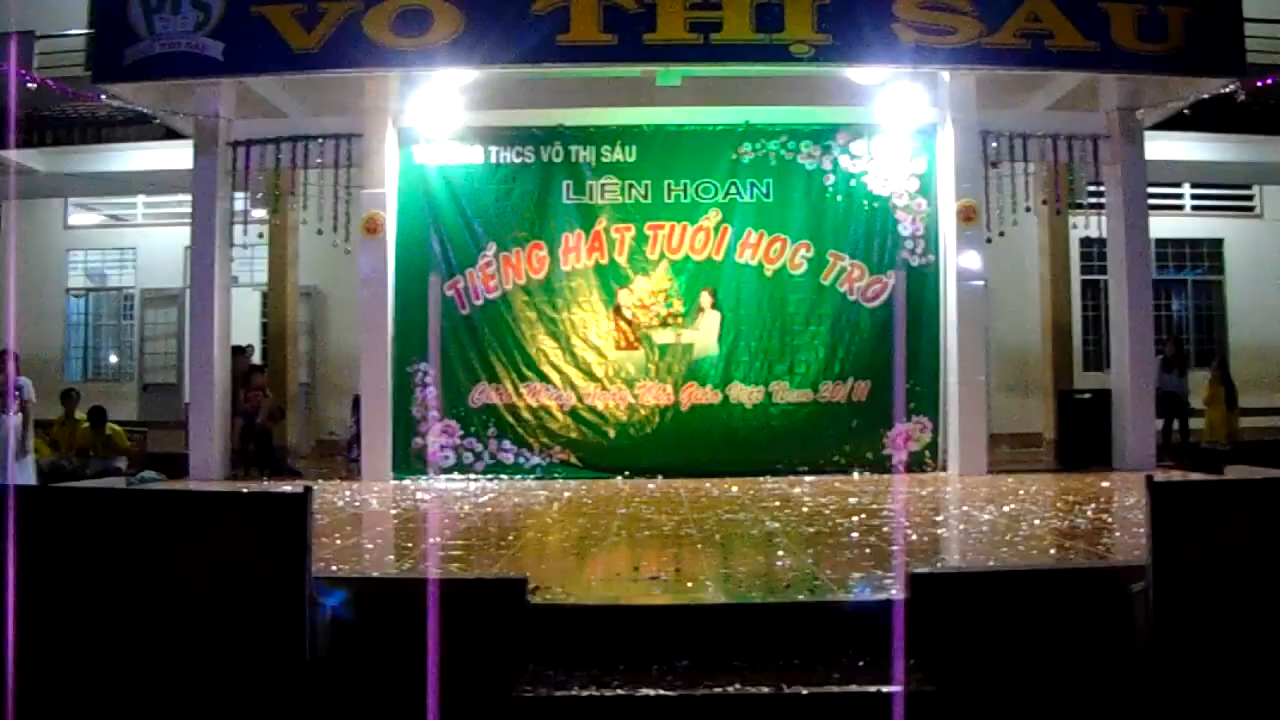 VÕ THỊ SÁU
THCS VÕ THỊ SÁU
LIÊN HOAN
TIẾNG HÁT TUỔI HỌC TRÒ
Chào Mừng Ngày Nhà Giáo Việt Nam 20/11